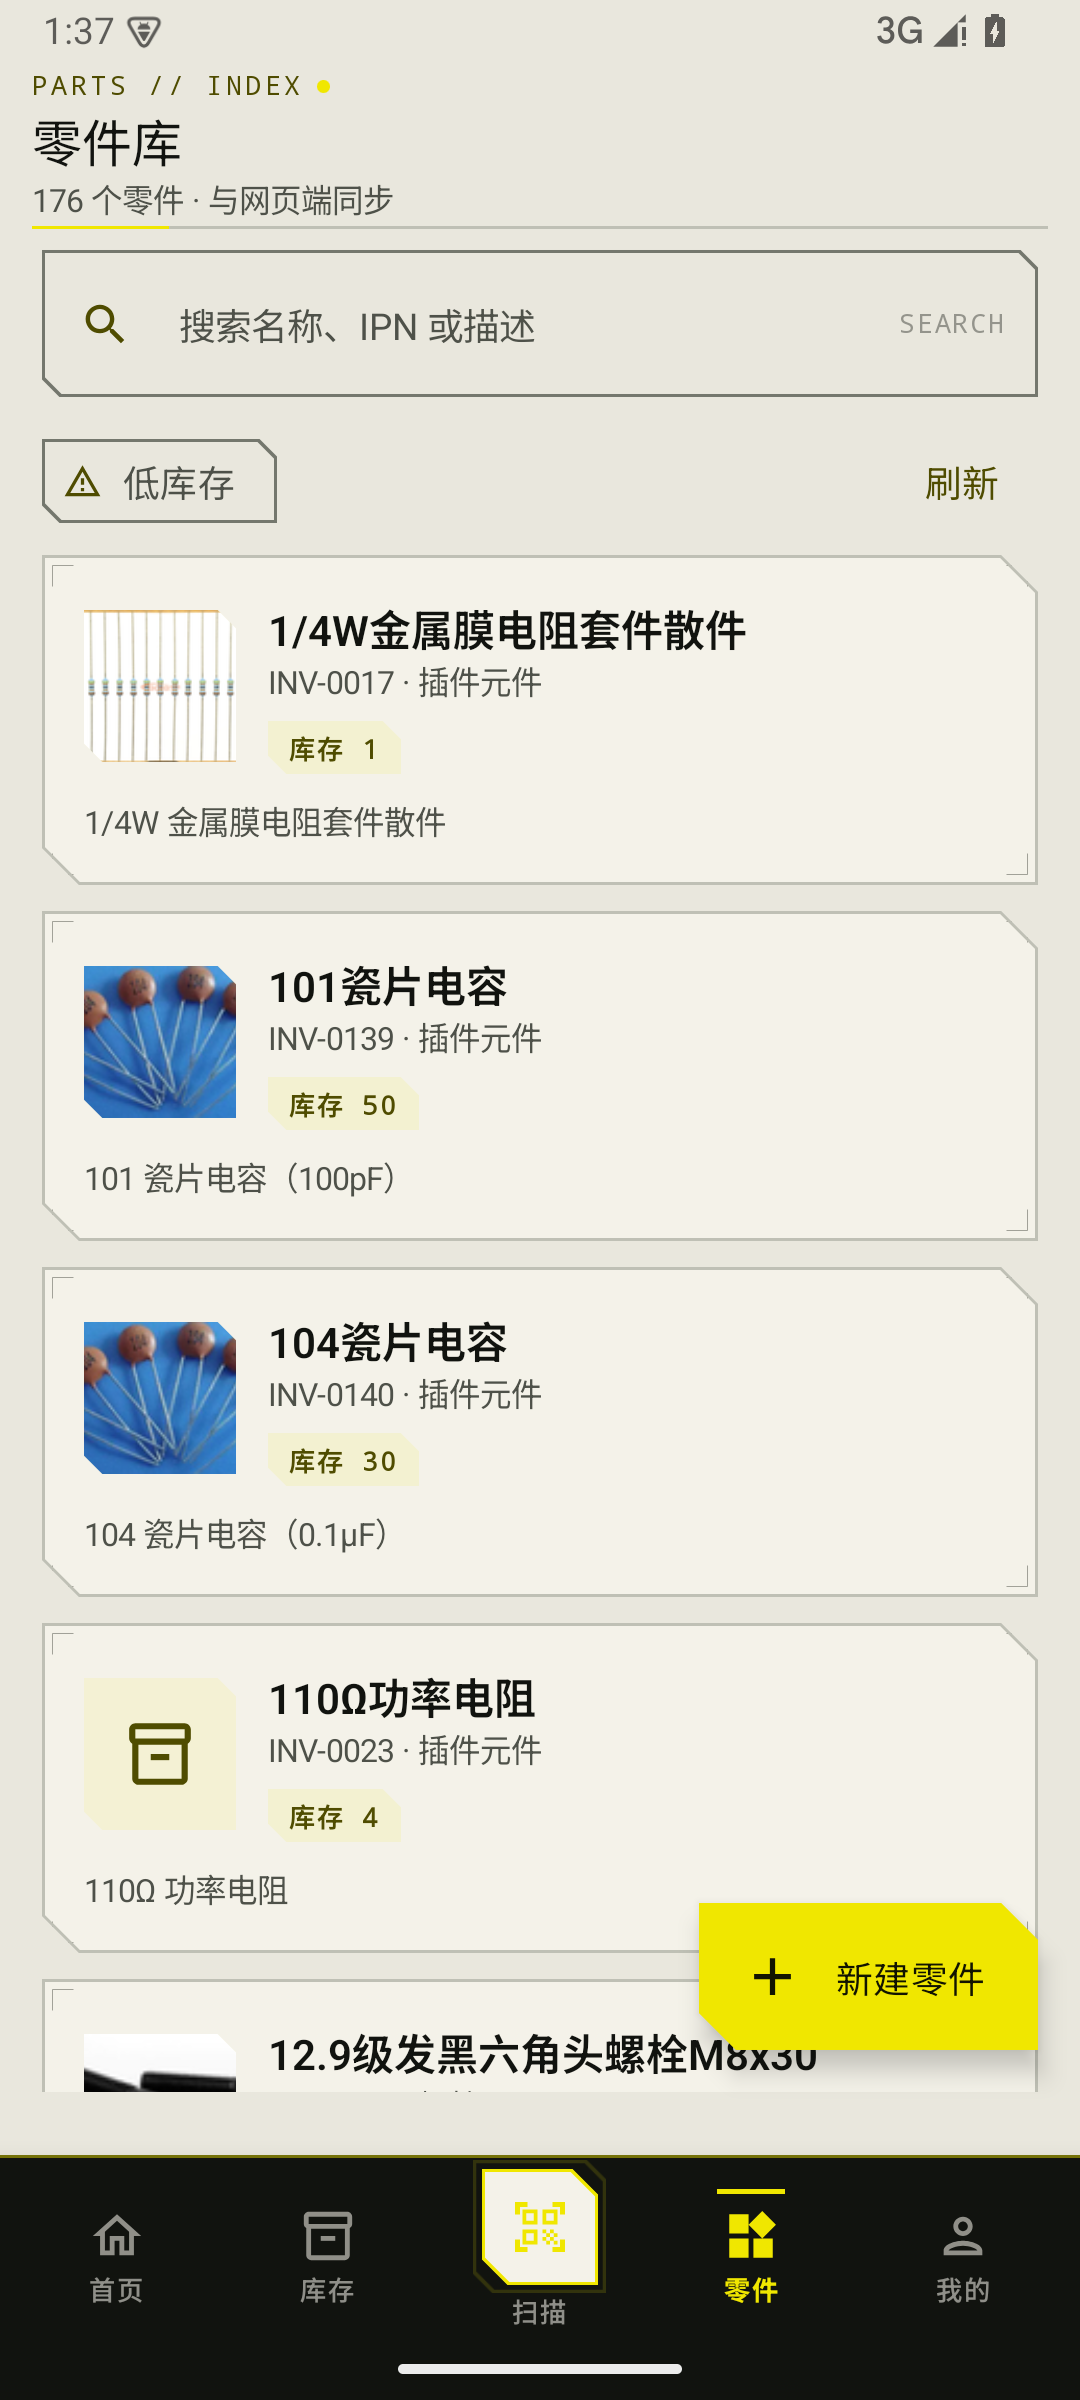 1:37
3G
PARTS // INDEX
零件库
176 个零件 · 与网页端同步
搜索名称、IPN 或描述
SEARCH
低库存
刷新
1/4W金属膜电阻套件散件
INV-0017 · 插件元件
库存 1
1/4W 金属膜电阻套件散件
101瓷片电容
INV-0139 · 插件元件
库存 50
101 瓷片电容（100pF）
104瓷片电容
INV-0140 · 插件元件
库存 30
104 瓷片电容（0.1μF）
110Ω功率电阻
INV-0023 · 插件元件
库存 4
110Ω 功率电阻
新建零件
12.9级发黑六角头螺栓M8x30
首页
库存
扫描
零件
我的